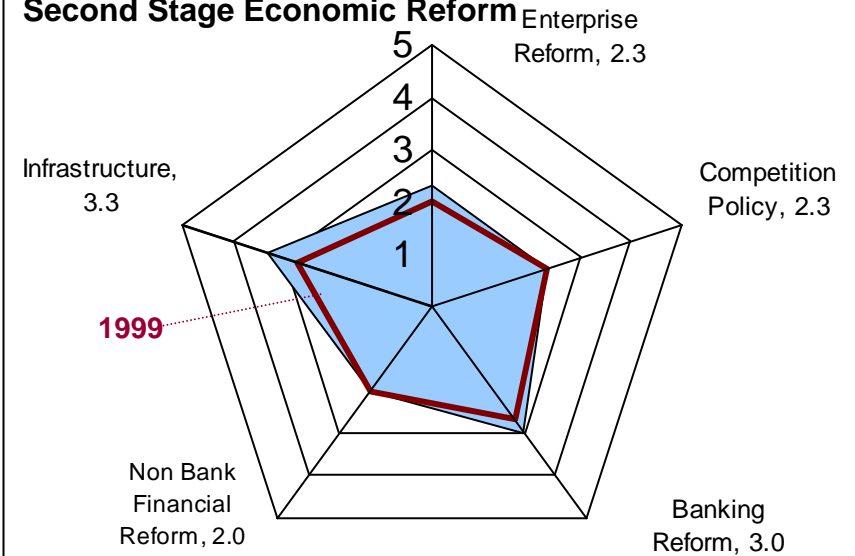 Second Stage Economic Reform
Enterprise
Reform, 2.3
5
4
3
2
1
Infrastructure,
3.3
Competition
Policy, 2.3
1999
Non Bank
Financial
Reform, 2.0
Banking
Reform, 3.0